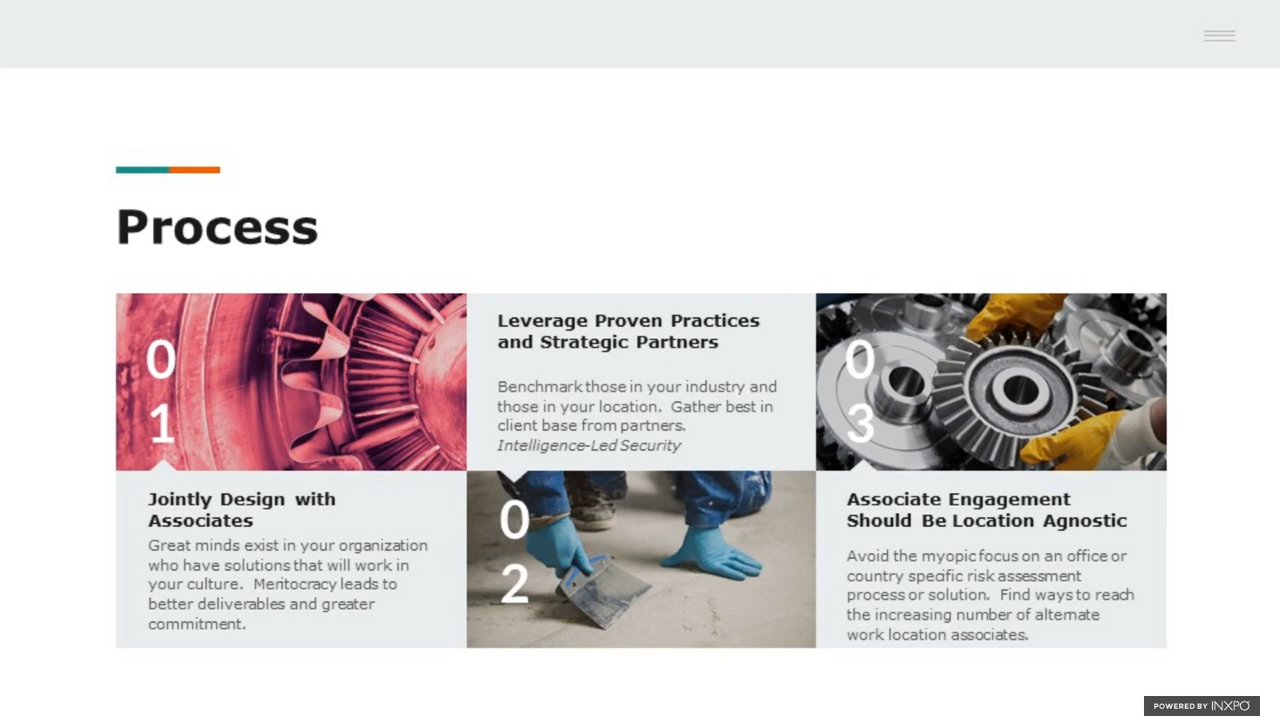 Process
0
1
Jointly Design with
Associates
Great minds exist in your organization
who have solutions that will work in
your culture. Meritocracy leads to
better deliverables and greater
commitment.
Leverage Proven Practices
and Strategic Partners
Benchmark those in your industry and
those in your location. Gather best in
client base from partners.
Intelligence-Led Security
0
2
0
3
Associate Engagement
Should Be Location Agnostic
Avoid the myopic focus on an office or
country specific risk assessment
process or solution. Find ways to reach
the increasing number of alternate
work location associates.
POWERED BY INXPO